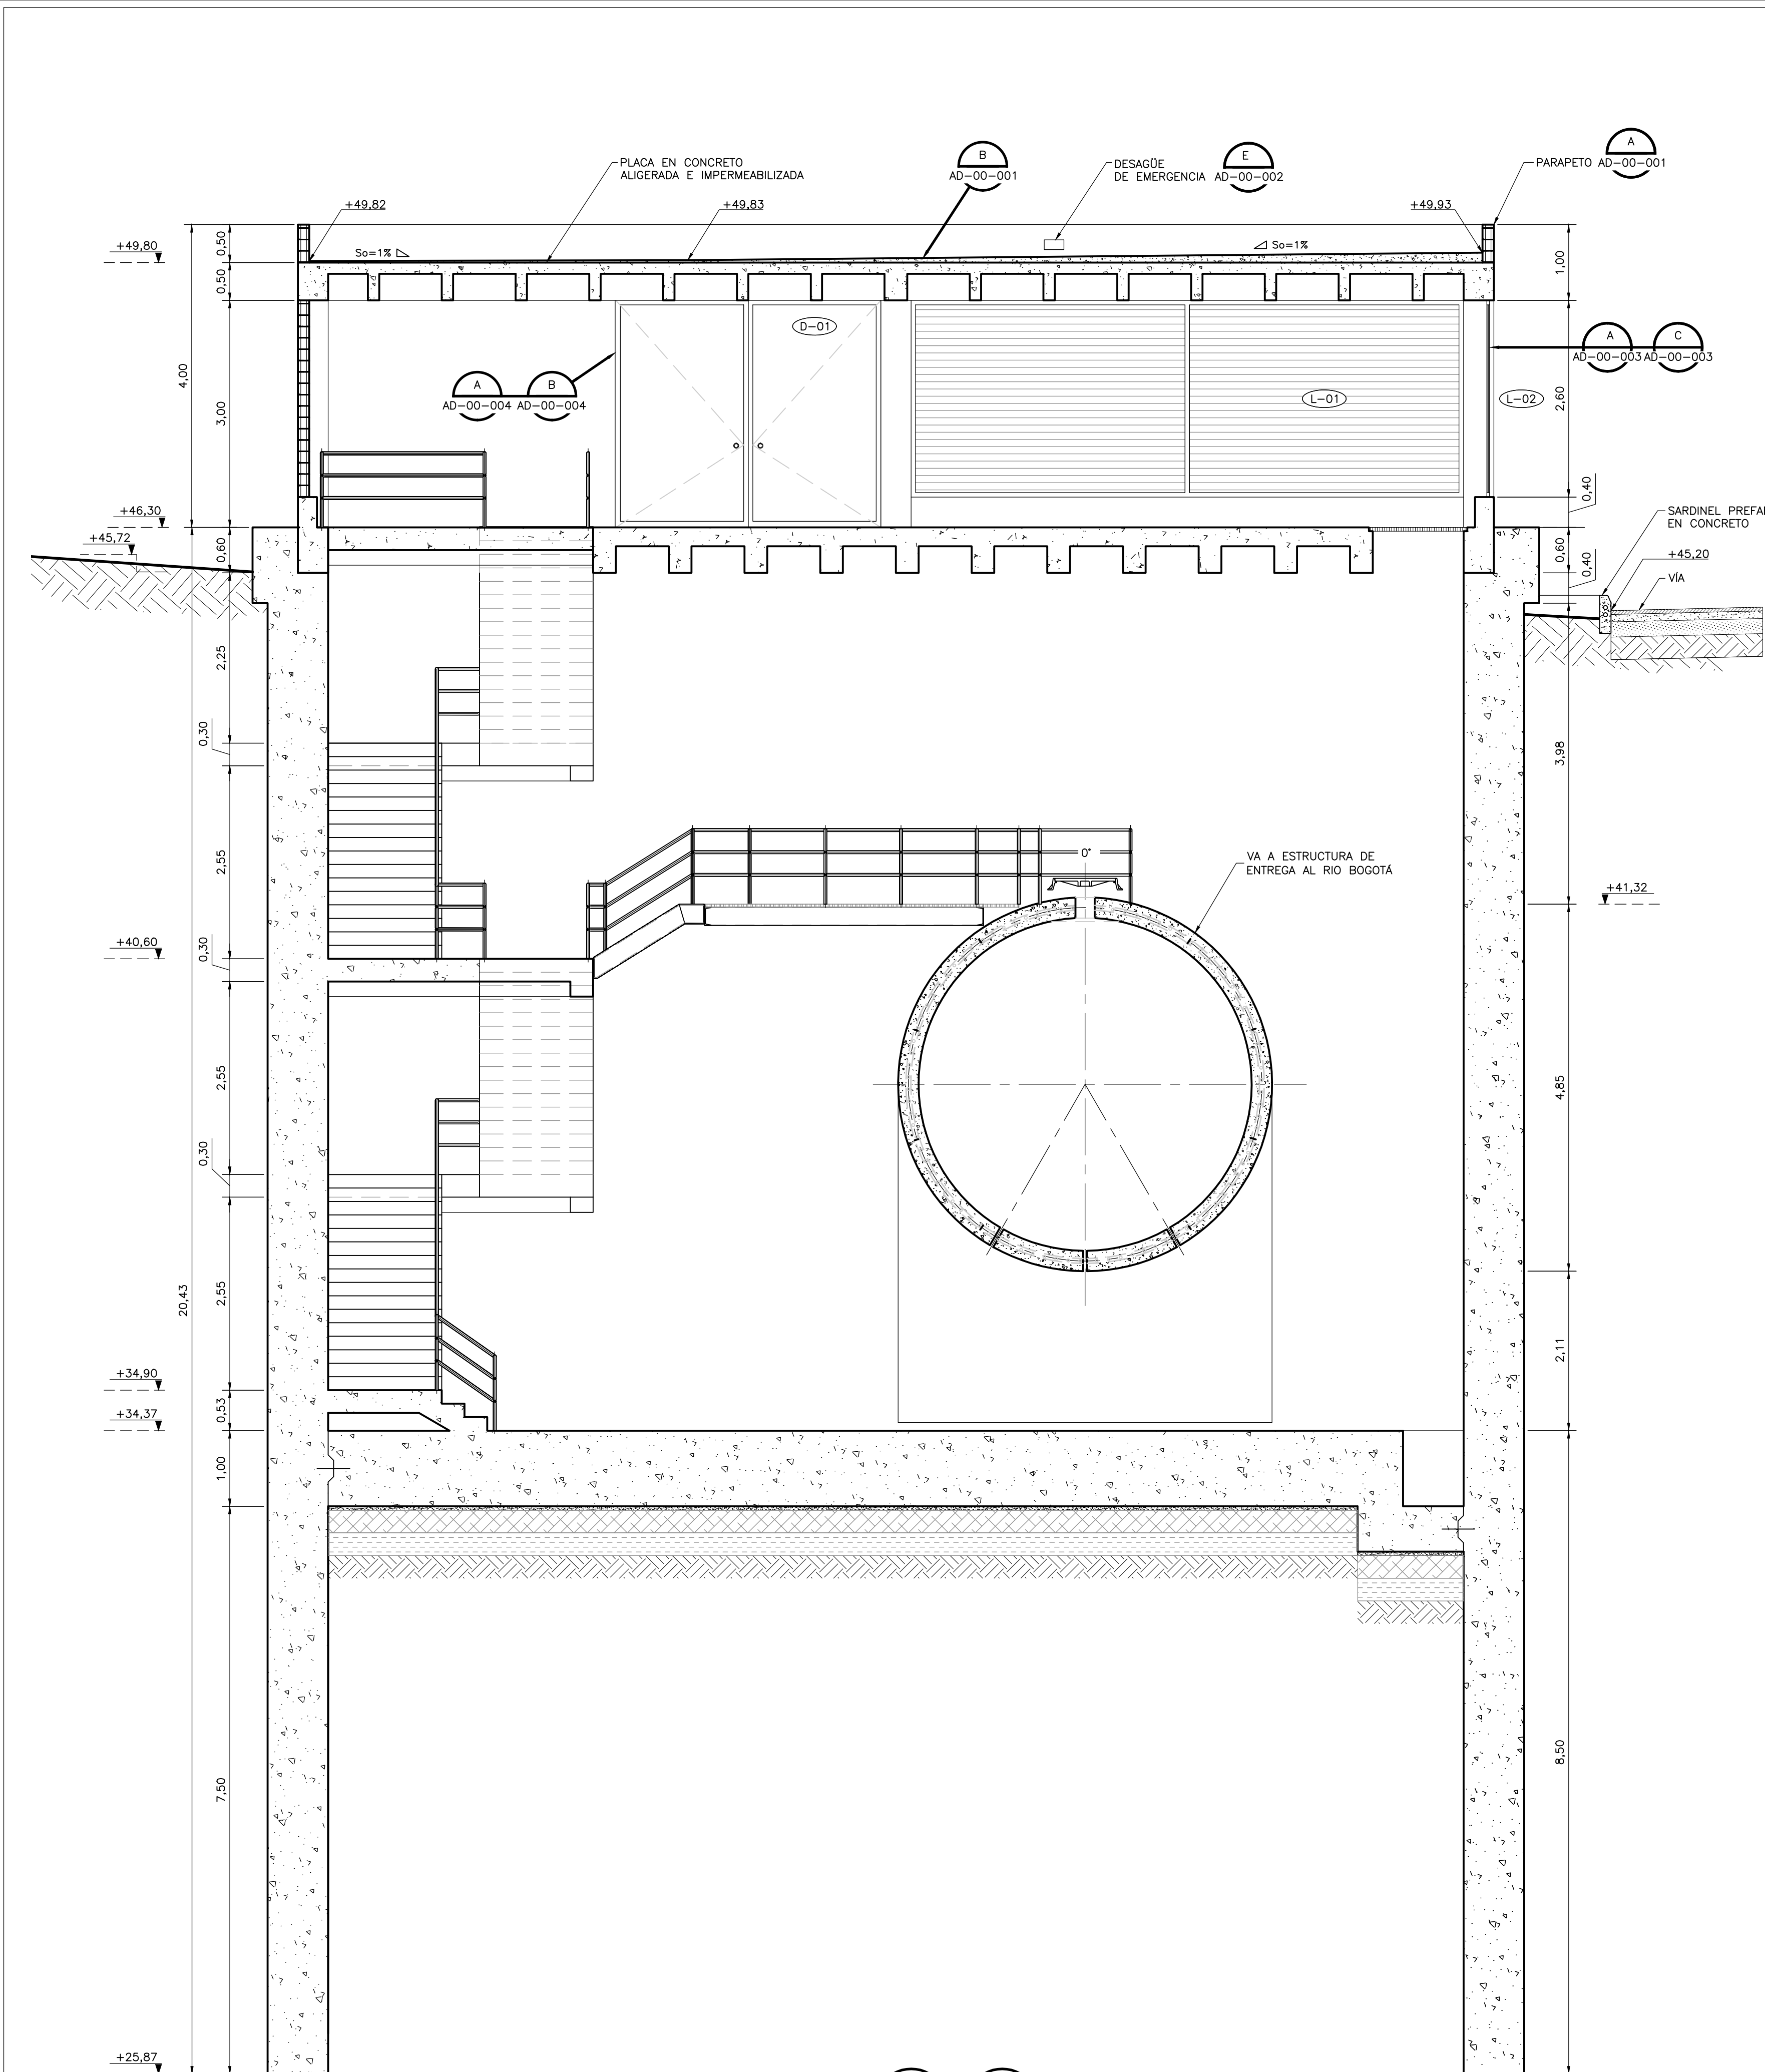 A
PARAPETO AD-00-001
B
AD-00-001
DESAGÜE
DE EMERGENCIA
E
AD-00-002
PLACA EN CONCRETO
ALIGERADA E IMPERMEABILIZADA
+49,82
+49,83
+49,93
+49,80
0,50
So=1%
So=1%
1,00
0,50
D-01
A
AD-00-003
C
AD-00-003
4,00
3,00
A
AD-00-004
B
AD-00-004
L-01
L-02
2,60
0,40
+46,30
SARDINEL PREFA
EN CONCRETO
+45,72
0,60
0,60
0,40
+45,20
VÍA
2,25
0,30
3,98
2,55
0°
VA A ESTRUCTURA DE
ENTREGA AL RIO BOGOTÁ
+41,32
+40,60
0,30
2,55
4,85
0,30
20,43
2,55
2,11
+34,90
0,53
+34,37
1,00
7,50
8,50
+25,87